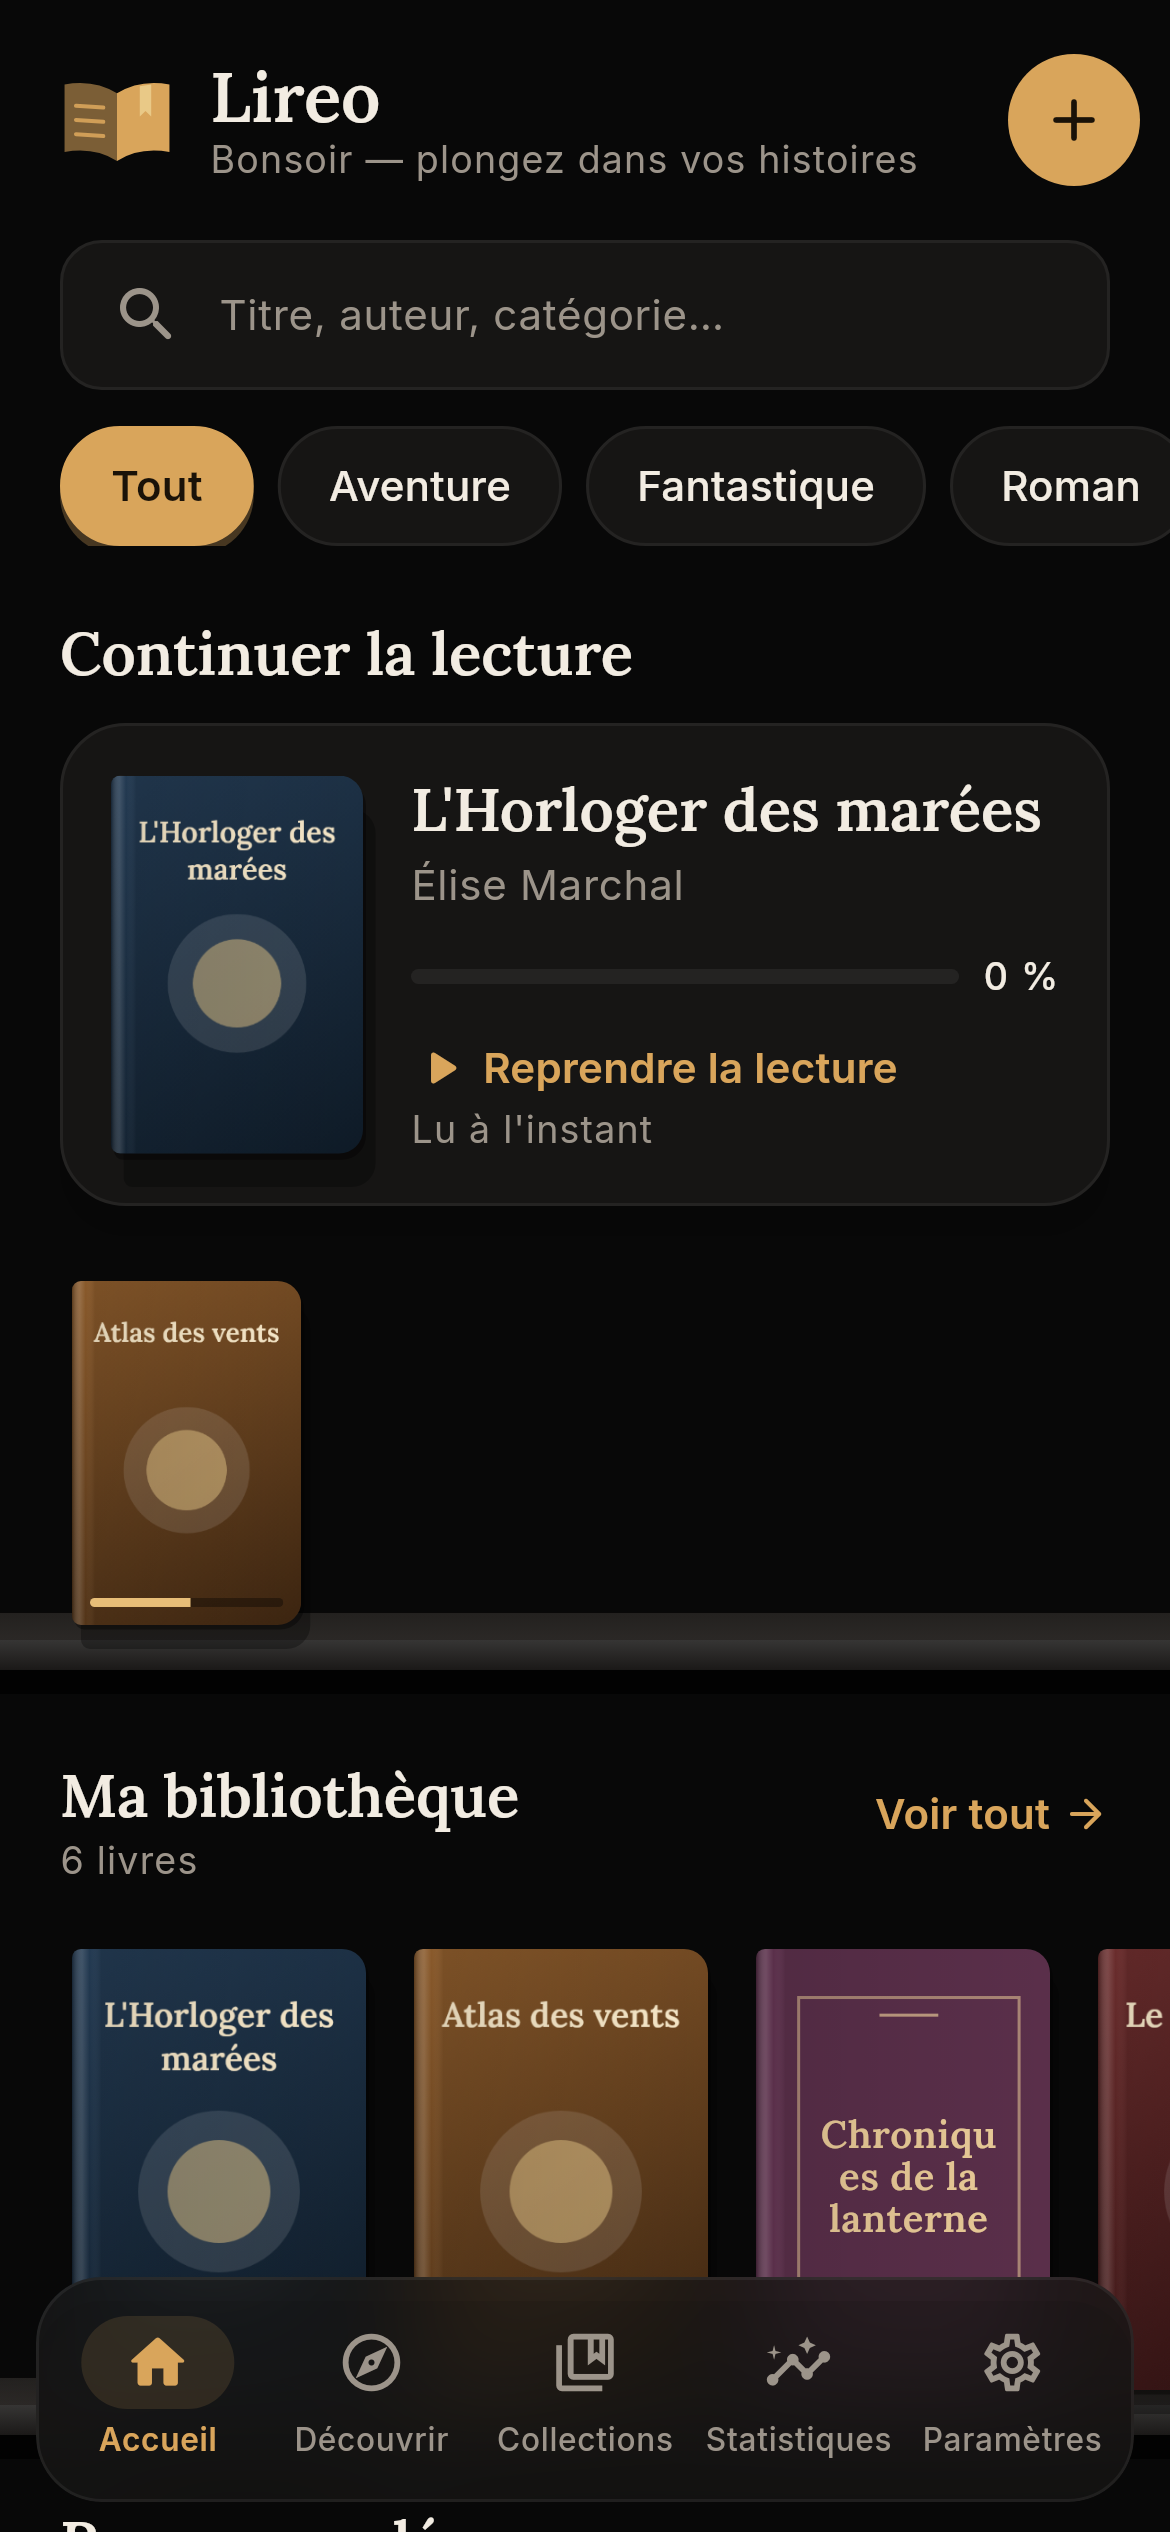 Lireo
Bonsoir — plongez dans vos histoires
Titre, auteur, catégorie...
Tout
Aventure
Fantastique
Roman
Continuer la lecture
L'Horloger des
marées
L'Horloger des marées
Élise Marchal
0 %
Reprendre la lecture
Lu à l'instant
Atlas des vents
Ma bibliothèque
6 livres
Voir tout
L'Horloger des
marées
Atlas des vents
Chroniqu
es de la
lanterne
Le
Accueil
Découvrir
Collections
Statistiques
Paramètres